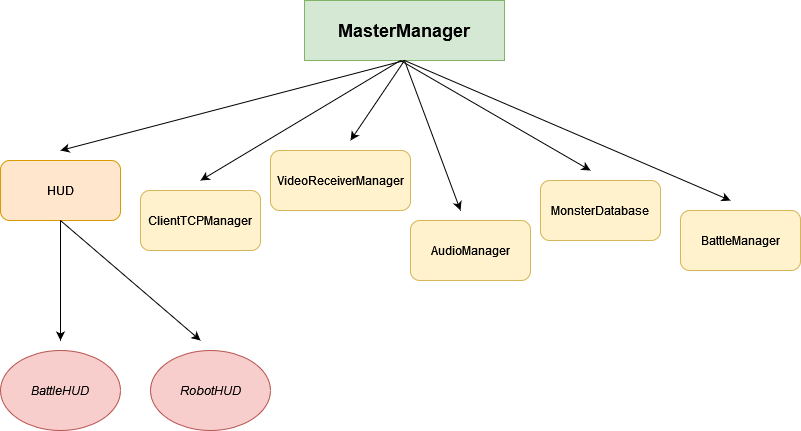 MasterManager
HUD
ClientTCPManager
VideoReceiverManager
AudioManager
MonsterDatabase
BattleManager
BattleHUD
RobotHUD